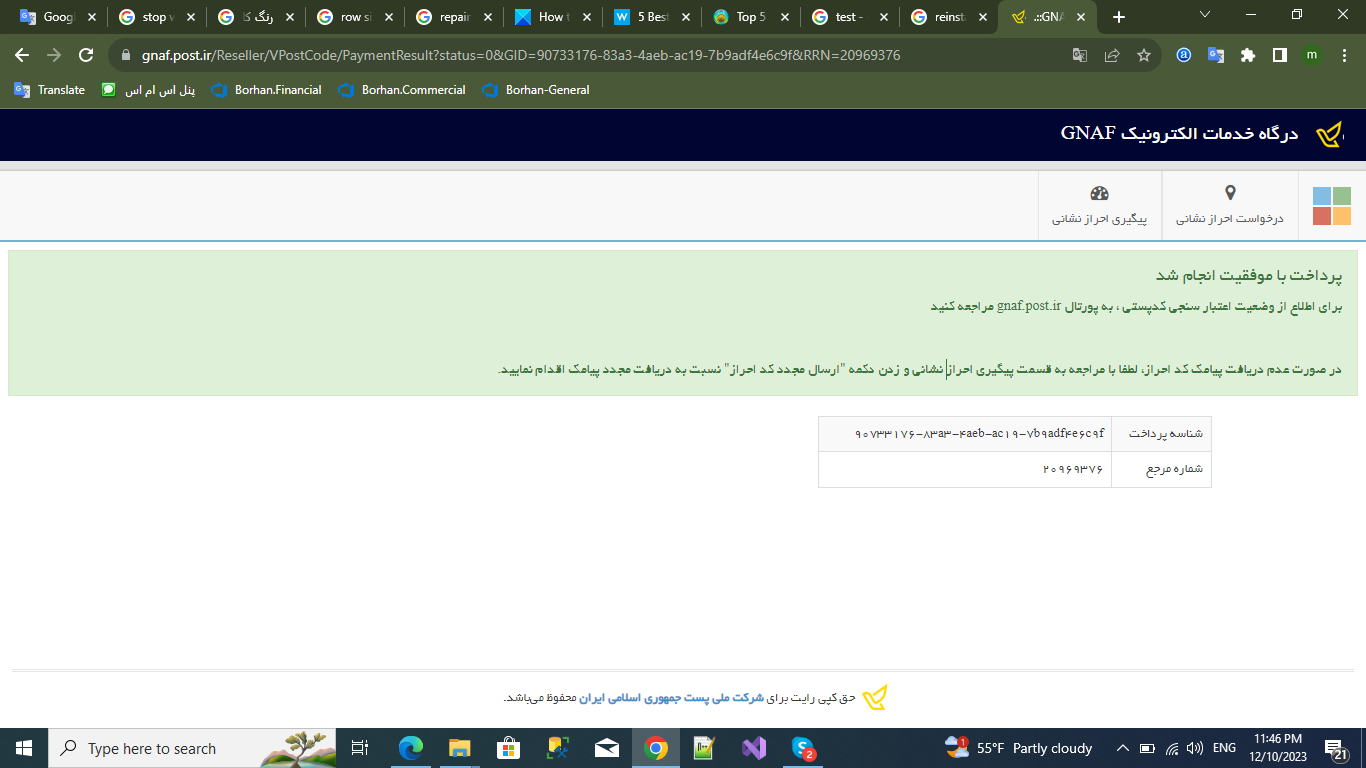 Googl
stop v
رنگ کا
row si
repair
How t
5 Best
Top 5
test -
reinst
.::GNA
gnaf.post.ir/Reseller/VPostCode/PaymentResult?status=0&GID=90733176-83a3-4aeb-ac19-7b9adf4e6c9f&RRN=20969376
Translate
پنل اس ام اس
Borhan.Financial
Borhan.Commercial
Borhan-General
درگاه خدمات الکترونیک GNAF
درخواست احراز نشانی
پیگیری احراز نشانی
پرداخت با موفقیت انجام شد
برای اطلاع از وضعیت اعتبار سنجی کدپستی ، به پورتال gnaf.post.ir مراجعه کنید
در صورت عدم دریافت پیامک کد احراز، لطفا با مراجعه به قسمت پیگیری احراز نشانی و زدن دکمه "ارسال مجدد کد احراز" نسبت به دریافت مجدد پیامک اقدام نمایید.
شناسه پرداخت ۹۰۷۳۳۱۷۶-۸۳a۳-۴aeb-ac۱۹-۷b۹adf۴e۶c۹f
شماره مرجع ۲۰۹۶۹۳۷۶
حق کپی رایت برای شرکت ملی پست جمهوری اسلامی ایران محفوظ می‌باشد.
Type here to search
55°F Partly cloudy
ENG
11:46 PM
12/10/2023
21